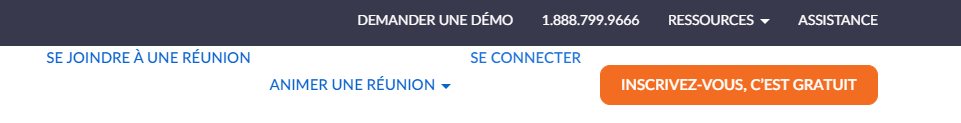 DEMANDER UNE DÉMO 1.888.799.9666 RESSOURCES ASSISTANCE
SE JOINDRE À UNE RÉUNION SE CONNECTER
ANIMER UNE RÉUNION INSCRIVEZ-VOUS, C'EST GRATUIT